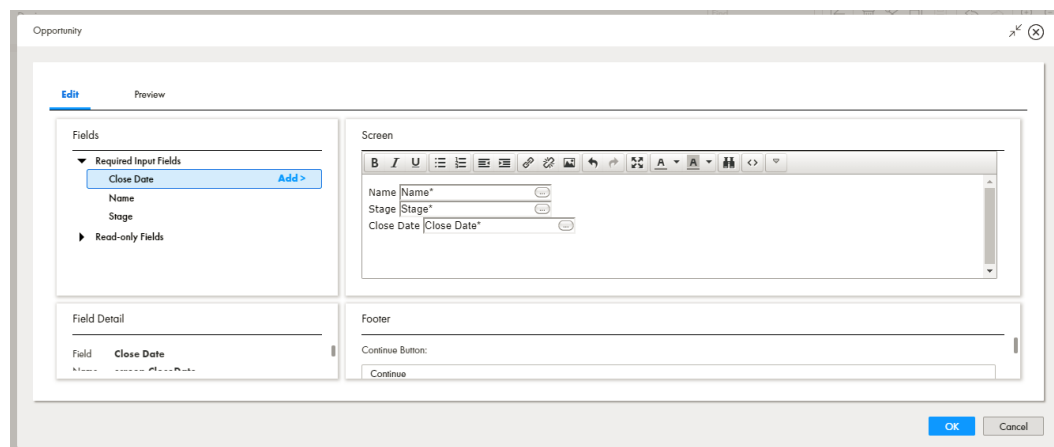 Opportunity
Edit Preview
Fields
Required Input Fields
Close Date Add >
Name
Stage
Read-only Fields
Screen
B I U A A
Name Name*
Stage Stage*
Close Date Close Date*
Field Detail
Field Close Date
Footer
Continue Button:
Continue
OK Cancel